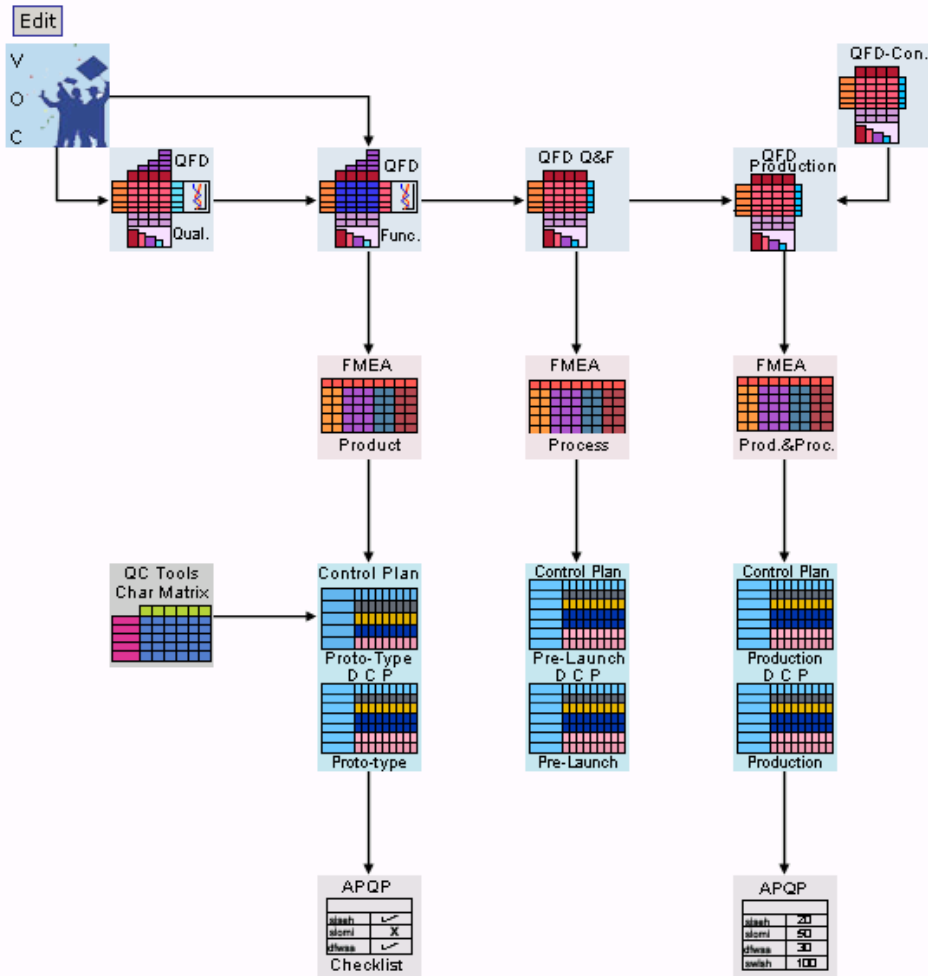 Edit
V
O
C
QFD-Con.
QFD
Qual.
QFD
Func.
QFD Q&F
QFD
Production
FMEA
Product
FMEA
Process
FMEA
Prod.&Proc.
QC Tools
Char Matrix
Control Plan
Proto-Type
D C P
Proto-type
Control Plan
Pre-Launch
D C P
Pre-Launch
Control Plan
Production
D C P
Production
APQP
X
Checklist
APQP
20
50
30
100